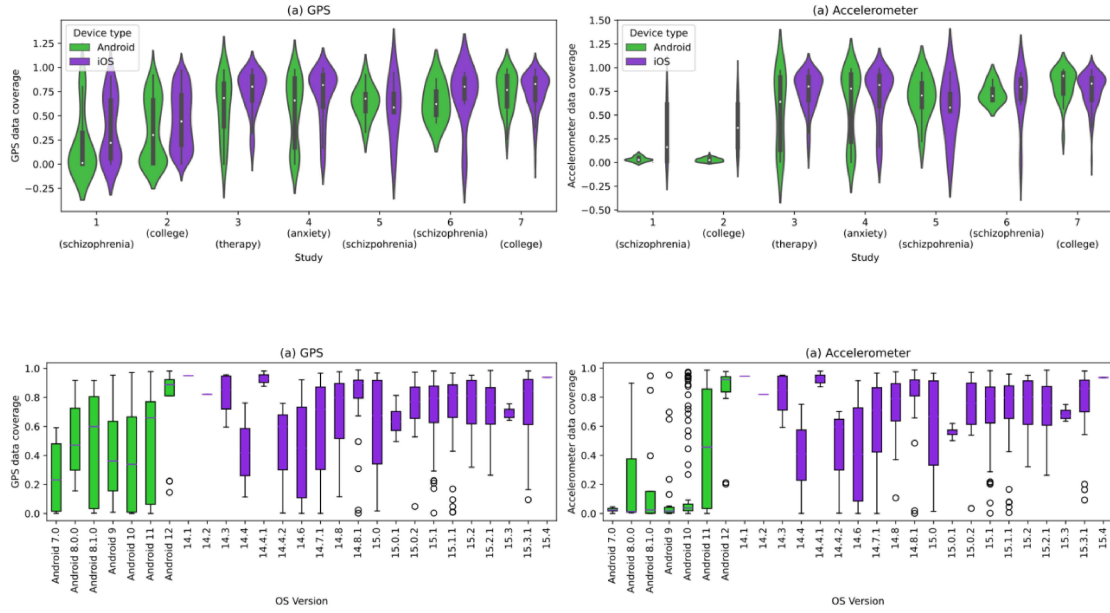 (a) GPS
Device type
Android
iOS
GPS data coverage
1.25
1.00
0.75
0.50
0.25
0.00
−0.25
1
(schizophrenia)
2
(college)
3
(therapy)
4
(anxiety)
5
(schizpohrenia)
6
(schizophrenia)
7
(college)
Study
(a) Accelerometer
Device type
Android
iOS
Accelerometer data coverage
1.50
1.25
1.00
0.75
0.50
0.25
0.00
−0.25
−0.50
1
(schizophrenia)
2
(college)
3
(therapy)
4
(anxiety)
5
(schizpohrenia)
6
(schizophrenia)
7
(college)
Study
(a) GPS
GPS data coverage
1.0
0.8
0.6
0.4
0.2
0.0
Android 7.0
Android 8.0.0
Android 8.1.0
Android 9
Android 10
Android 11
Android 12
14.1
14.2
14.3
14.4
14.4.1
14.4.2
14.6
14.7.1
14.8
14.8.1
15.0
15.0.1
15.0.2
15.1
15.1.1
15.2
15.2.1
15.3
15.3.1
15.4
OS Version
(a) Accelerometer
Accelerometer data coverage
1.0
0.8
0.6
0.4
0.2
0.0
Android 7.0
Android 8.0.0
Android 8.1.0
Android 9
Android 10
Android 11
Android 12
14.1
14.2
14.3
14.4
14.4.1
14.4.2
14.6
14.7.1
14.8
14.8.1
15.0
15.0.1
15.0.2
15.1
15.1.1
15.2
15.2.1
15.3
15.3.1
15.4
OS Version